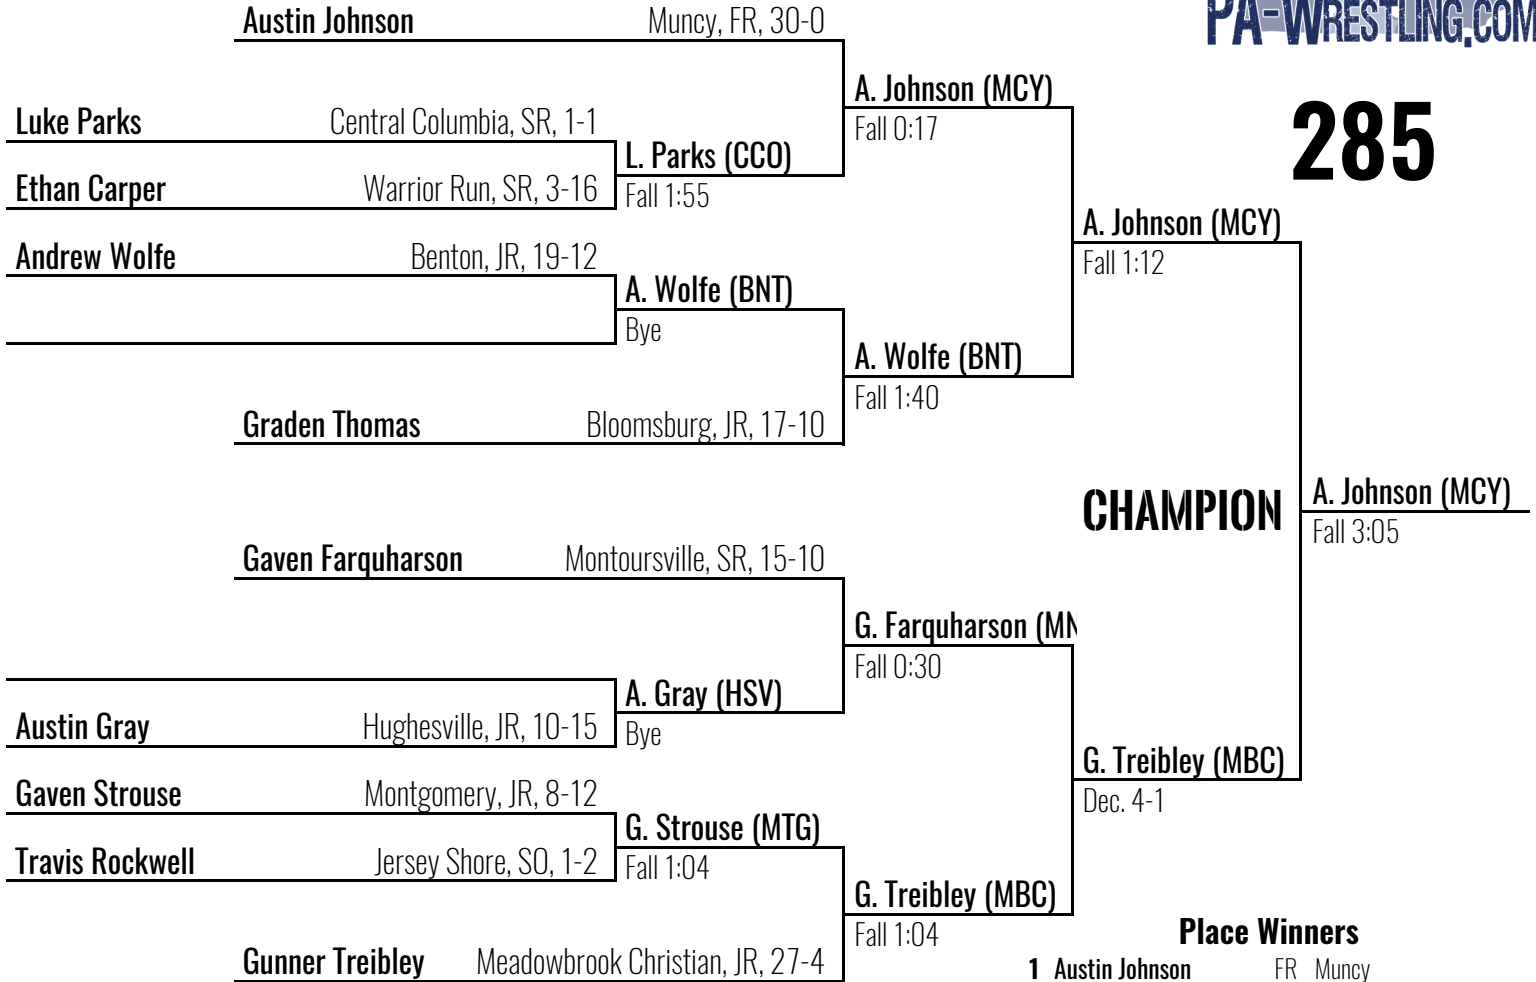 PA-WRESTLING.COM
285
Austin Johnson Muncy, FR, 30-0
A. Johnson (MCY)
Fall 0:17
Luke Parks Central Columbia, SR, 1-1
L. Parks (CCO)
Fall 1:55
Ethan Carper Warrior Run, SR, 3-16
A. Johnson (MCY)
Fall 1:12
Andrew Wolfe Benton, JR, 19-12
A. Wolfe (BNT)
Bye
A. Wolfe (BNT)
Fall 1:40
Graden Thomas Bloomsburg, JR, 17-10
CHAMPION
A. Johnson (MCY)
Fall 3:05
Gaven Farquharson Montoursville, SR, 15-10
G. Farquharson (MN
Fall 0:30
A. Gray (HSV)
Bye
Austin Gray Hughesville, JR, 10-15
G. Treibley (MBC)
Dec. 4-1
Gaven Strouse Montgomery, JR, 8-12
G. Strouse (MTG)
Fall 1:04
Travis Rockwell Jersey Shore, SO, 1-2
G. Treibley (MBC)
Fall 1:04
Gunner Treibley Meadowbrook Christian, JR, 27-4
Place Winners
1 Austin Johnson FR Muncy